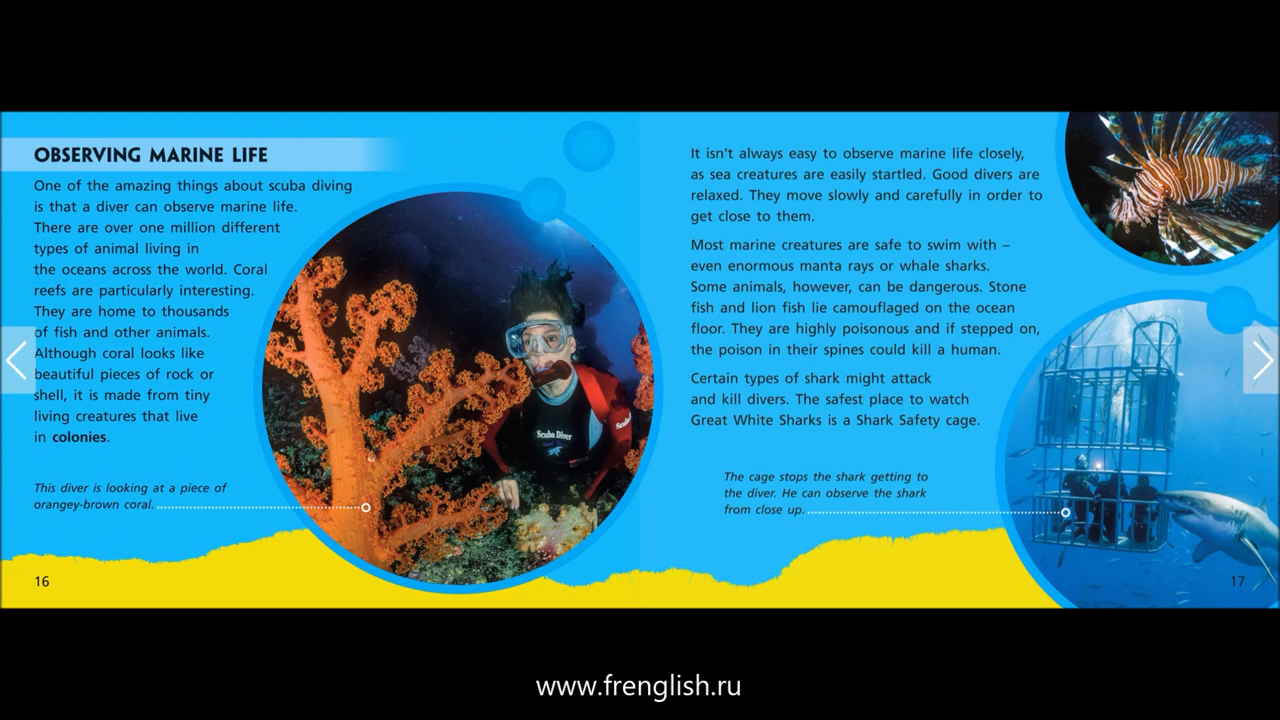 OBSERVING MARINE LIFE
One of the amazing things about scuba diving
is that a diver can observe marine life.
There are over one million different
types of animal living in
the oceans across the world. Coral
reefs are particularly interesting.
They are home to thousands
of fish and other animals.
Although coral looks like
beautiful pieces of rock or
shell, it is made from tiny
living creatures that live
in colonies.
This diver is looking at a piece of
orangey-brown coral.
Scuba Diver
Scuba
16
It isn't always easy to observe marine life closely,
as sea creatures are easily startled. Good divers are
relaxed. They move slowly and carefully in order to
get close to them.
Most marine creatures are safe to swim with –
even enormous manta rays or whale sharks.
Some animals, however, can be dangerous. Stone
fish and lion fish lie camouflaged on the ocean
floor. They are highly poisonous and if stepped on,
the poison in their spines could kill a human.
Certain types of shark might attack
and kill divers. The safest place to watch
Great White Sharks is a Shark Safety cage.
The cage stops the shark getting to
the diver. He can observe the shark
from close up.
17
www.frenglish.ru